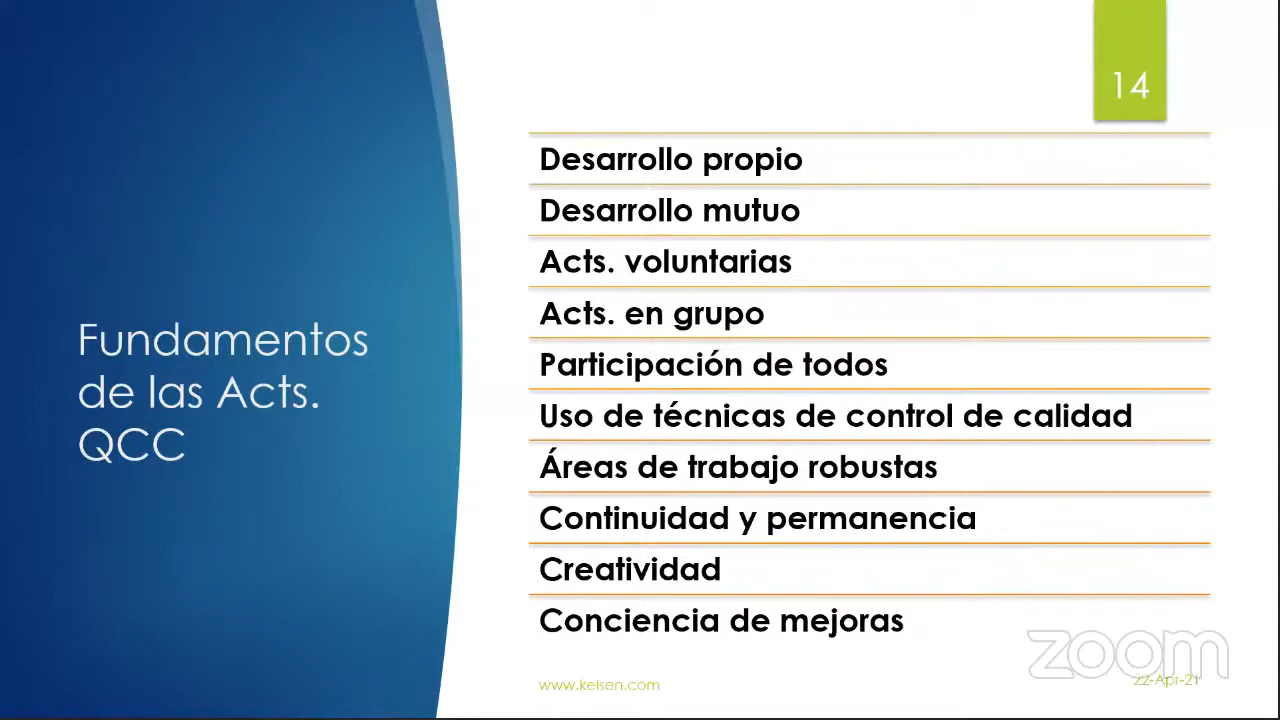 14
Fundamentos
de las Acts.
QCC
Desarrollo propio
Desarrollo mutuo
Acts. voluntarias
Acts. en grupo
Participación de todos
Uso de técnicas de control de calidad
Áreas de trabajo robustas
Continuidad y permanencia
Creatividad
Conciencia de mejoras
zoom
www.keisen.com
22-Apr-21